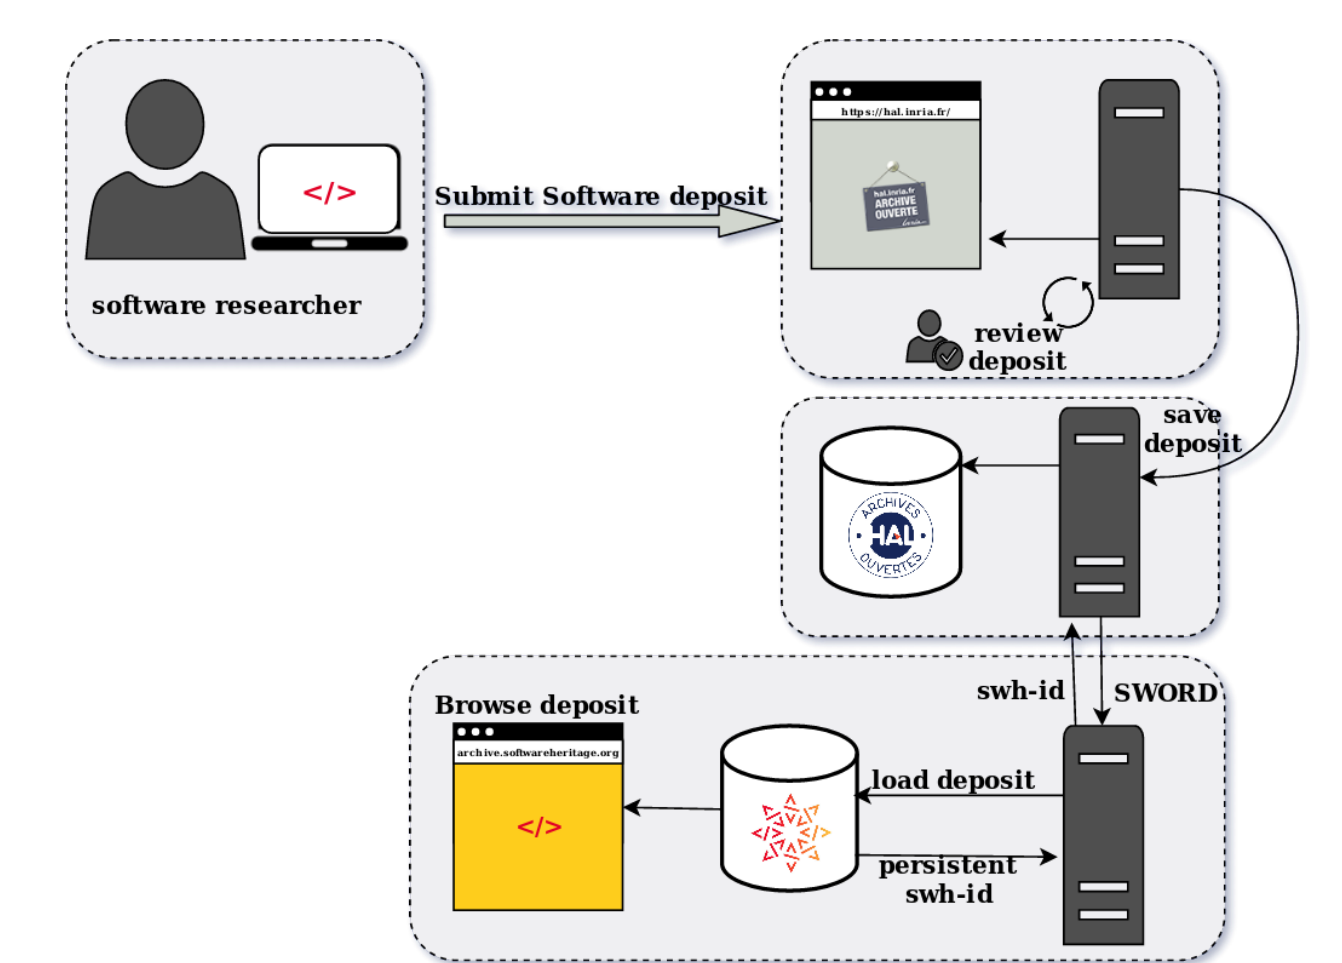 </>
software researcher
Submit Software deposit
https://hal.inria.fr/
hal.inria.fr
ARCHIVE
OUVERTE
Inria
review
deposit
save
deposit
ARCHIVES
HAL
OUVERTES
swh-id
SWORD
Browse deposit
archive.softwareheritage.org
</>
load deposit
persistent
swh-id